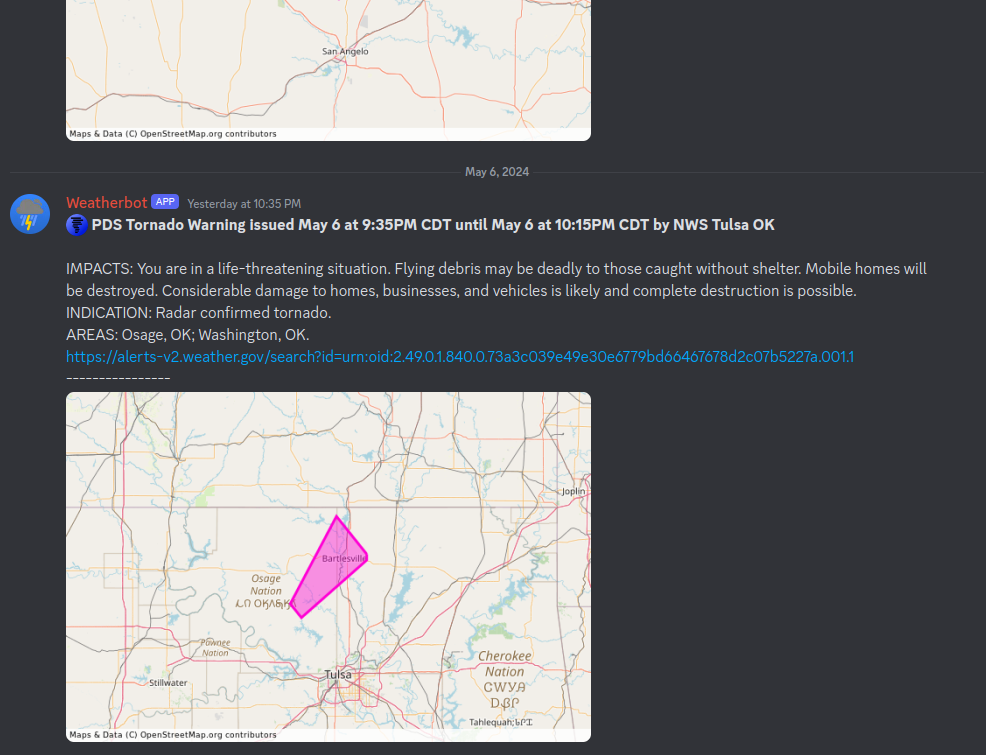 San Angelo
Maps & Data (C) OpenStreetMap.org contributors
May 6, 2024
Weatherbot APP Yesterday at 10:35 PM
PDS Tornado Warning issued May 6 at 9:35PM CDT until May 6 at 10:15PM CDT by NWS Tulsa OK
IMPACTS: You are in a life-threatening situation. Flying debris may be deadly to those caught without shelter. Mobile homes will
be destroyed. Considerable damage to homes, businesses, and vehicles is likely and complete destruction is possible.
INDICATION: Radar confirmed tornado.
AREAS: Osage, OK; Washington, OK.
https://alerts-v2.weather.gov/search?id=urn:oid:2.49.0.1.840.0.73a3c039e49e30e6779bd66467678d2c07b5227a.001.1
----------------
Joplin
Bartlesville
Osage
Nation
Pawnee
Nation
Cherokee
Nation
ᏣᎳᎩ
ᎠᏰᎵ
Stillwater
Tulsa
Tahlequah;ᏓᎵᏆ
Maps & Data (C) OpenStreetMap.org contributors